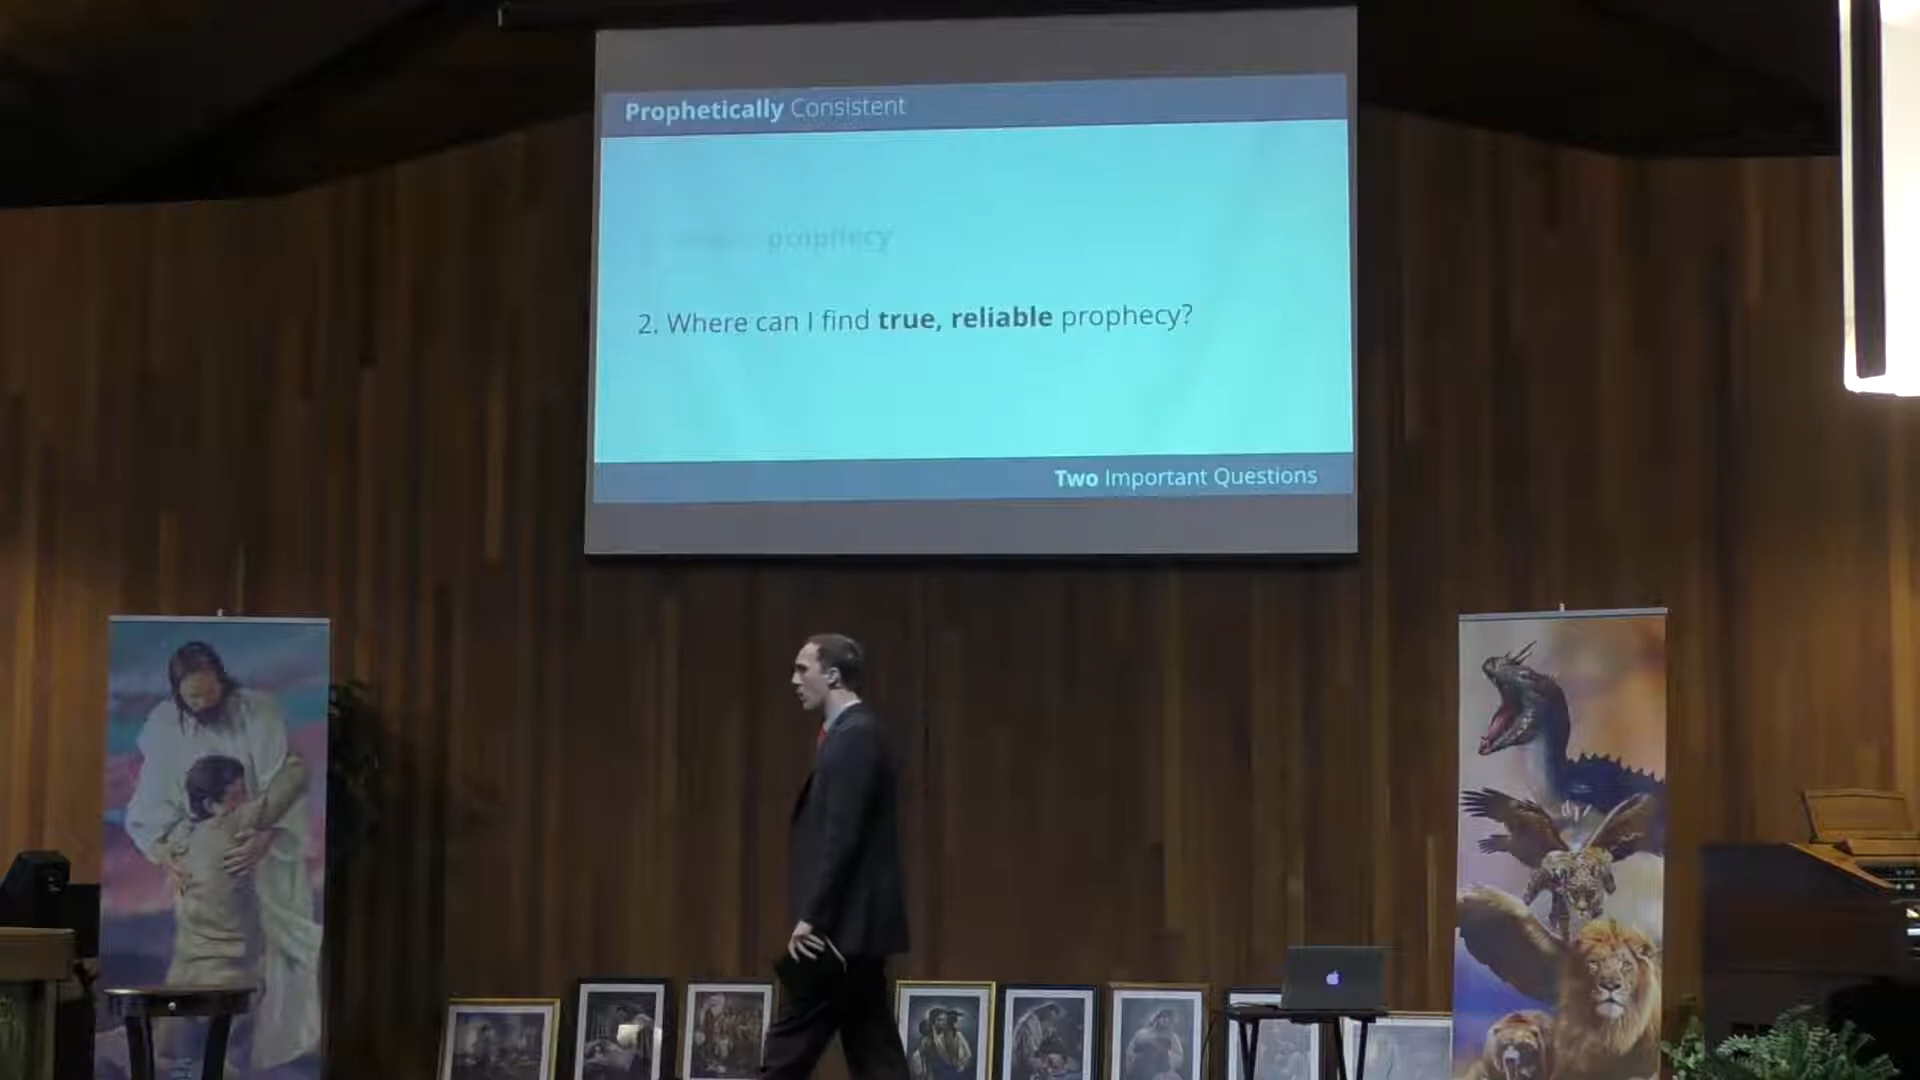 Prophetically Consistent
prophecy
2. Where can I find true, reliable prophecy?
Two Important Questions